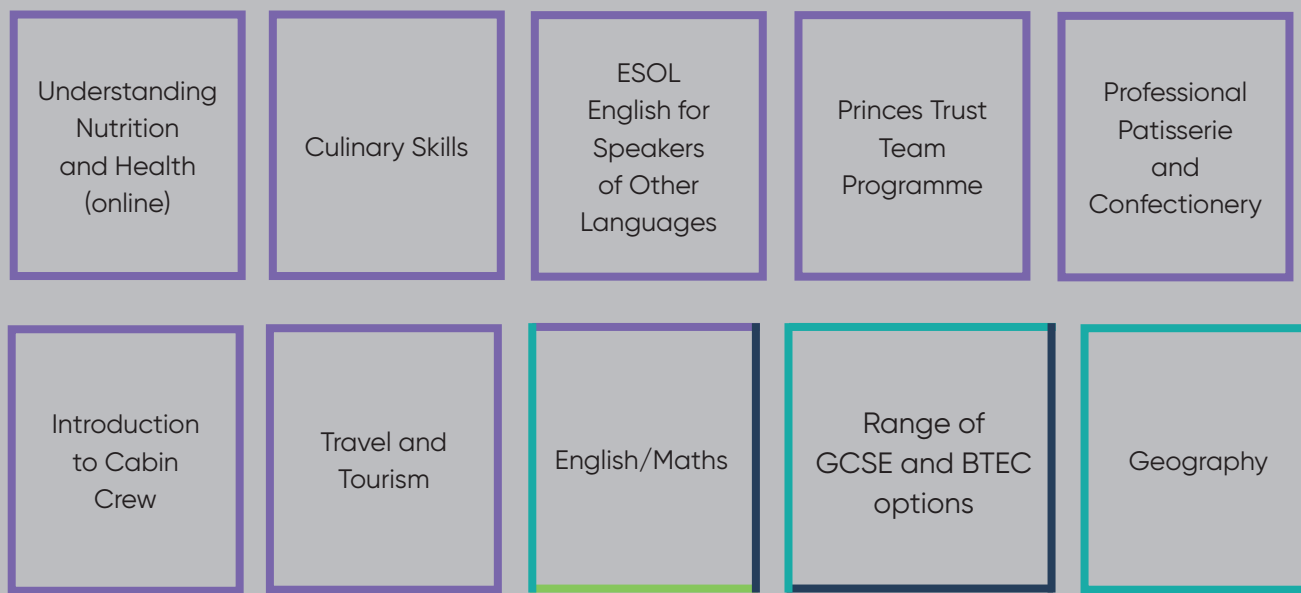 Understanding
Nutrition
and Health
(online)
Culinary Skills
ESOL
English for
Speakers
of Other
Languages
Princes Trust
Team
Programme
Professional
Patisserie
and
Confectionery
Introduction
to Cabin
Crew
Travel and
Tourism
English/Maths
Range of
GCSE and BTEC
options
Geography